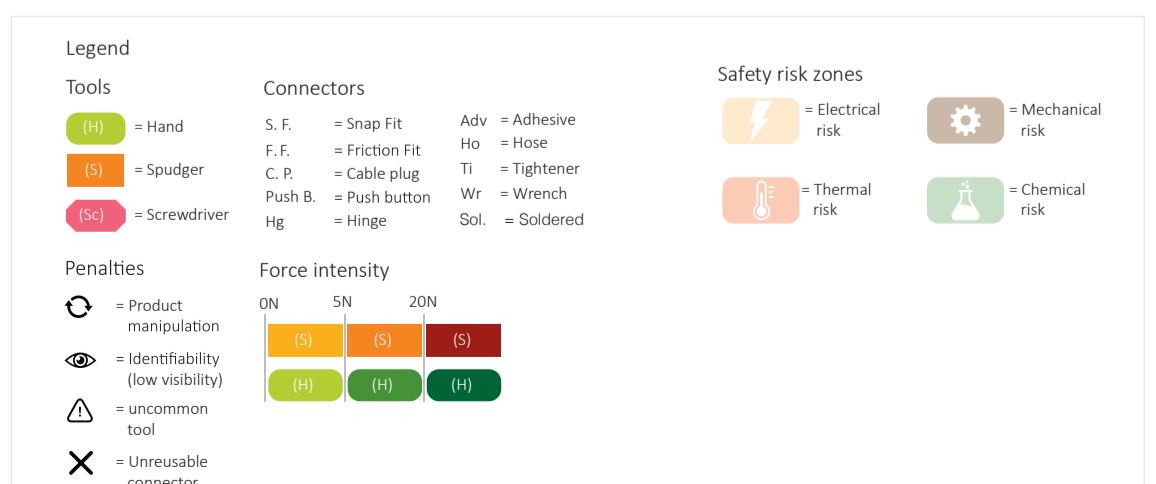 Legend
Tools
(H) = Hand
(S) = Spudger
(Sc) = Screwdriver
Connectors
S. F. = Snap Fit
F. F. = Friction Fit
C. P. = Cable plug
Push B. = Push button
Hg = Hinge
Adv = Adhesive
Ho = Hose
Ti = Tightener
Wr = Wrench
Sol. = Soldered
Safety risk zones
= Electrical
risk
= Mechanical
risk
= Thermal
risk
= Chemical
risk
Penalties
= Product
manipulation
= Identifiability
(low visibility)
= uncommon
tool
= Unreusable
connector
Force intensity
0N 5N 20N
(S) (S) (S)
(H) (H) (H)